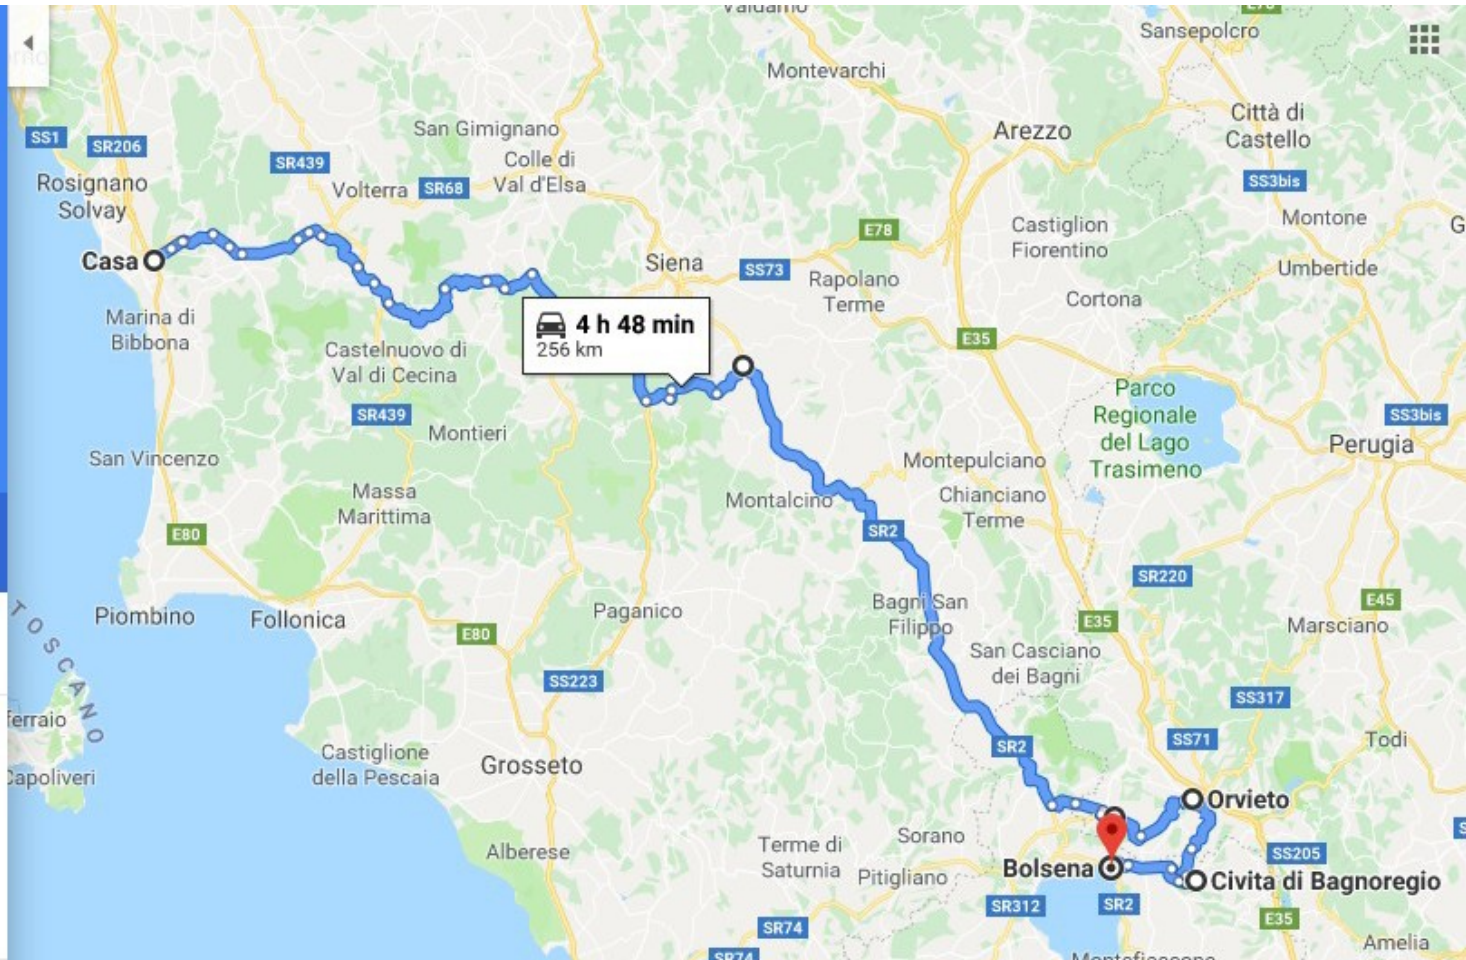 Sansepolcro
Montevarchi
Città di
Castello
Arezzo
San Gimignano
SS1
SR206
SR439
Colle di
Val d'Elsa
Volterra
SR68
SS3bis
Rosignano
Solvay
Montone
Castiglion
Fiorentino
E78
Casa
Siena
SS73
Rapolano
Terme
Umbertide
Cortona
Marina di
Bibbona
4 h 48 min
256 km
E35
Castelnuovo di
Val di Cecina
SR439
Parco
Regionale
del Lago
Trasimeno
SS3bis
Montieri
Perugia
San Vincenzo
Montepulciano
Massa
Marittima
Montalcino
Chianciano
Terme
E80
SR2
SR220
Piombino
Follonica
Paganico
Bagni San
Filippo
E35
E45
Marsciano
TOSCANO
E80
San Casciano
dei Bagni
SS223
SS317
ferraio
SR2
SS71
Todi
Capoliveri
Castiglione
della Pescaia
Grosseto
Orvieto
Sorano
Alberese
Terme di
Saturnia
Pitigliano
SS205
Bolsena
Civita di Bagnoregio
SR312
SR2
E35
SR74
Amelia
SR74